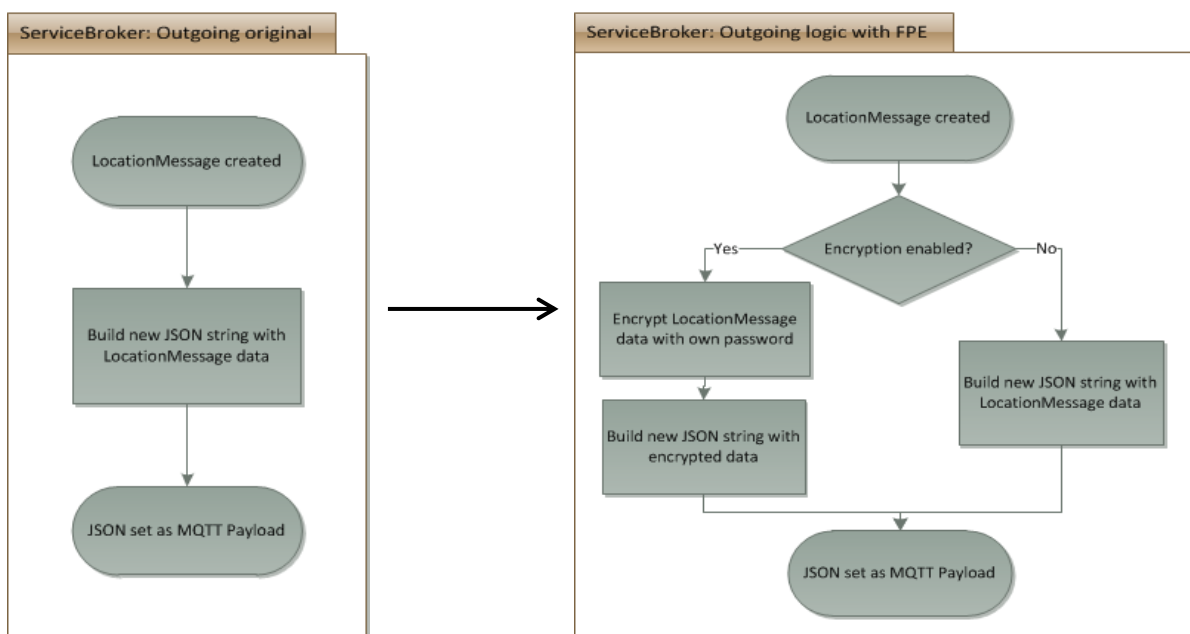 ServiceBroker: Outgoing original
LocationMessage created
Build new JSON string with
LocationMessage data
JSON set as MQTT Payload
ServiceBroker: Outgoing logic with FPE
LocationMessage created
Encryption enabled?
Yes
No
Encrypt LocationMessage
data with own password
Build new JSON string with
encrypted data
Build new JSON string with
LocationMessage data
JSON set as MQTT Payload